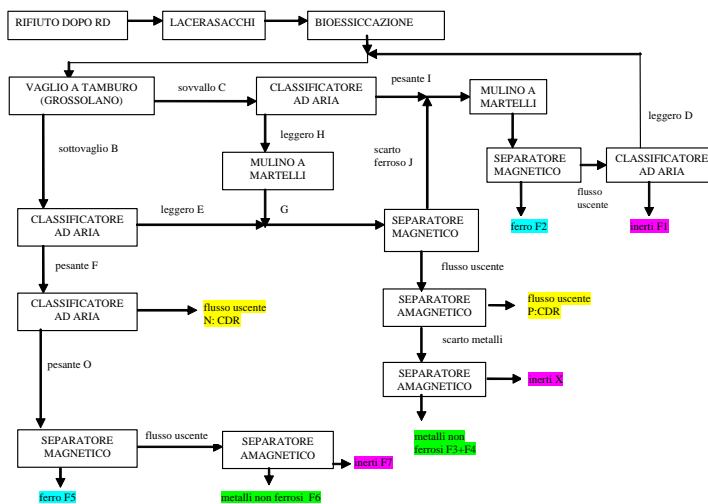 RIFIUTO DOPO RD
LACERASACCHI
BIOESSICCAZIONE
VAGLIO A TAMBURO
(GROSSOLANO)
sovvallo C
CLASSIFICATORE
AD ARIA
pesante I
MULINO A
MARTELLI
leggero D
sottovaglio B
leggero H
scarto
ferroso J
MULINO A
MARTELLI
SEPARATORE
MAGNETICO
flusso
uscente
CLASSIFICATORE
AD ARIA
CLASSIFICATORE
AD ARIA
leggero E
G
SEPARATORE
MAGNETICO
ferro F2
inerti F1
pesante F
flusso uscente
CLASSIFICATORE
AD ARIA
flusso uscente
N: CDR
SEPARATORE
AMAGNETICO
flusso uscente
P:CDR
pesante O
scarto metalli
SEPARATORE
AMAGNETICO
inerti X
SEPARATORE
MAGNETICO
flusso uscente
SEPARATORE
AMAGNETICO
inerti F7
metalli non
ferrosi F3+F4
ferro F5
metalli non ferrosi F6